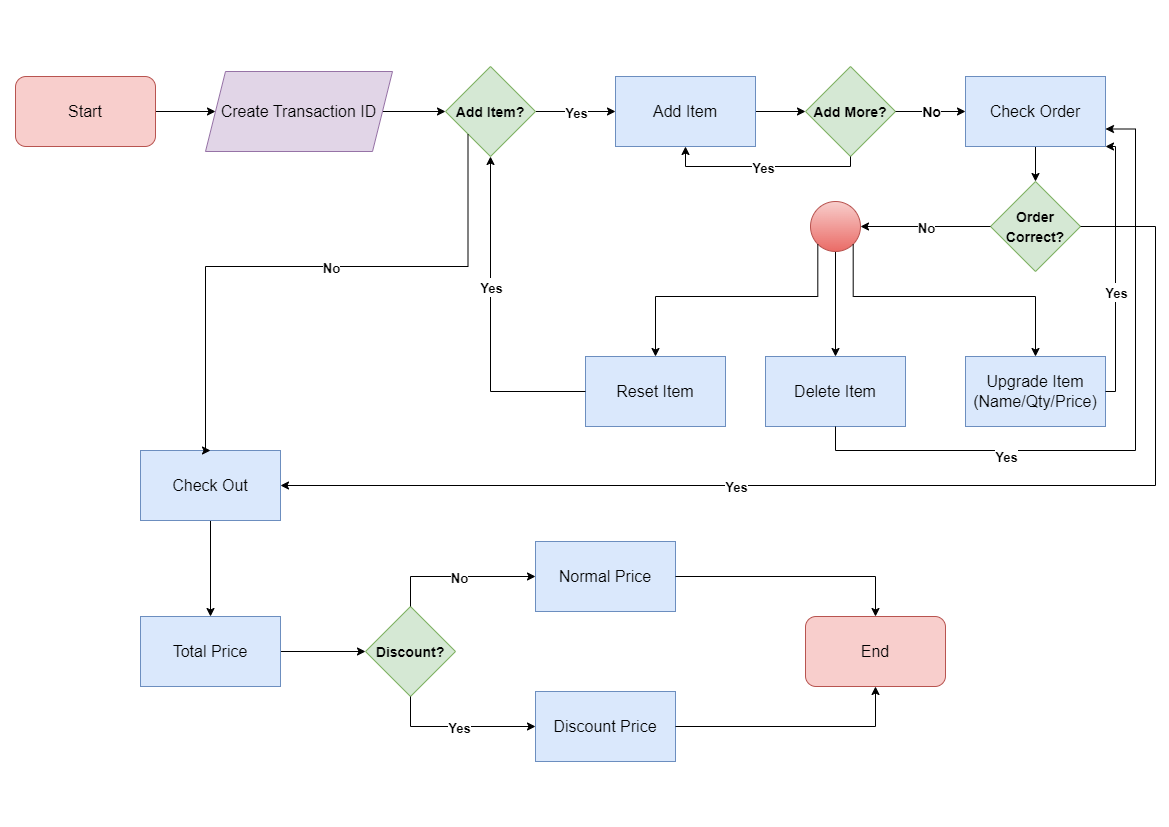 Start
Create Transaction ID
Add Item?
Yes
Add Item
Add More?
No
Check Order
Yes
Order
Correct?
No
No
Yes
Yes
Reset Item
Delete Item
Upgrade Item
(Name/Qty/Price)
Yes
Check Out
Yes
Normal Price
No
Total Price
Discount?
End
Yes
Discount Price